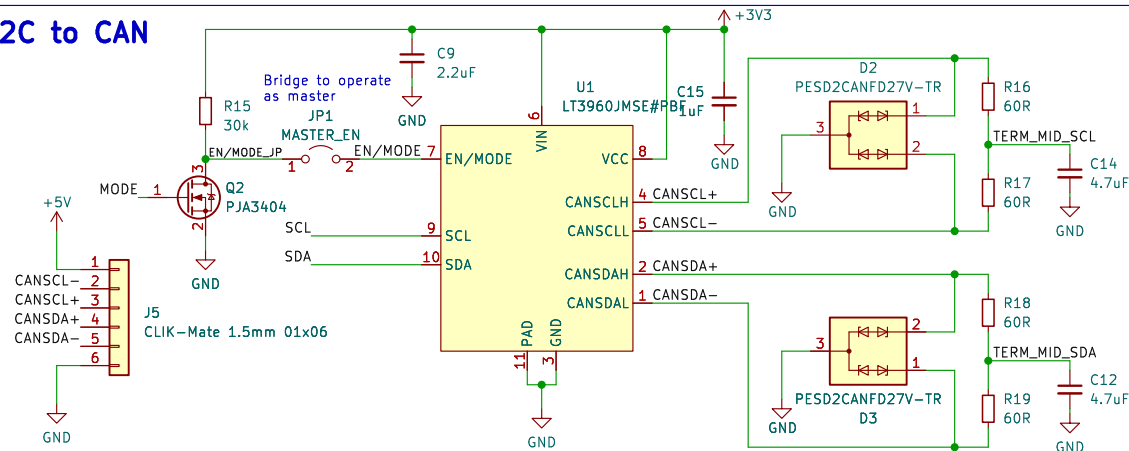 2C to CAN
+3V3
C9
2.2uF
GND
Bridge to operate
as master
JP1
MASTER_EN
R15
30k
U1
LT3960JMSE#PBF
C15
1uF
GND
D2
PESD2CANFD27V-TR
1
2
3
GND
R16
60R
TERM_MID_SCL
R17
60R
C14
4.7uF
GND
EN/MODE_JP
1
2
EN/MODE
7
EN/MODE
6
VIN
VCC
8
CANSCLH
4
CANSCL+
CANSCLL
5
CANSCL-
CANSDAH
2
CANSDA+
CANSDAL
1
CANSDA-
SCL
9
SCL
SDA
10
SDA
PAD
11
GND
3
GND
MODE
1
3
2
Q2
PJA3404
GND
+5V
1
CANSCL-
2
CANSCL+
3
CANSDA+
4
CANSDA-
5
6
J5
CLIK-Mate 1.5mm 01x06
GND
2
1
3
PESD2CANFD27V-TR
D3
GND
R18
60R
TERM_MID_SDA
R19
60R
C12
4.7uF
GND